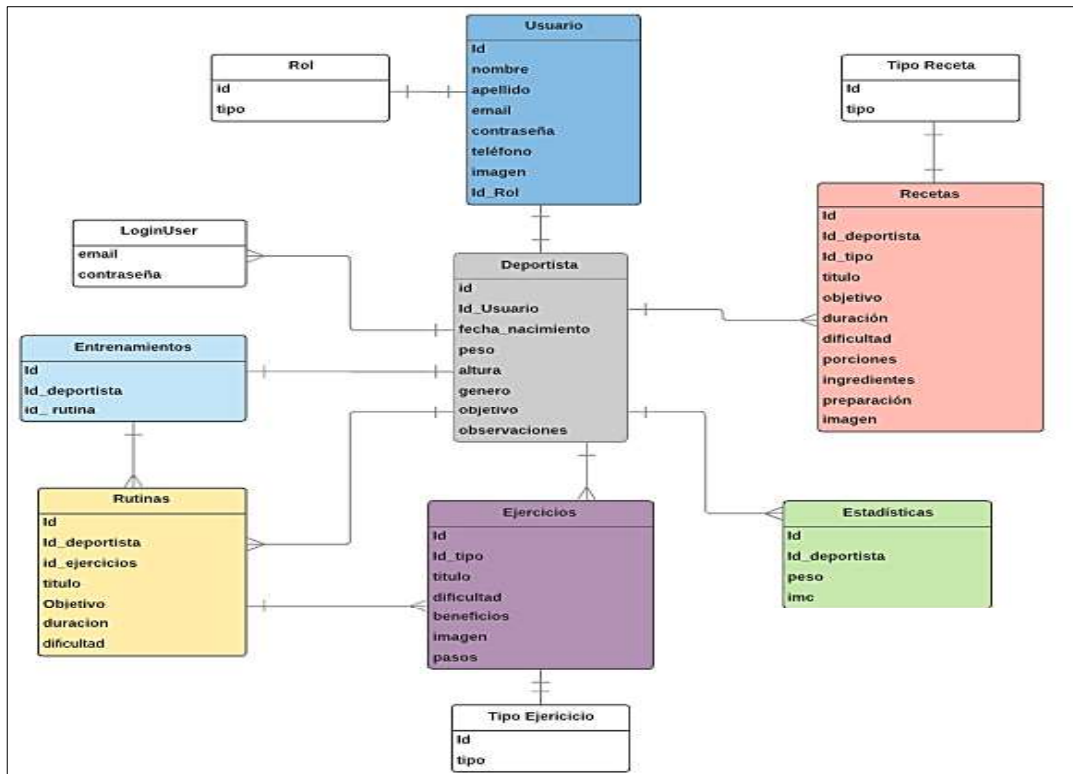 Usuario
Id
nombre
apellido
email
contraseña
teléfono
imagen
Id_Rol
Rol
id
tipo
Tipo Receta
Id
tipo
Recetas
Id
Id_deportista
Id_tipo
titulo
objetivo
duración
dificultad
porciones
ingredientes
preparación
imagen
LoginUser
email
contraseña
Deportista
id
Id_Usuario
fecha_nacimiento
peso
altura
genero
objetivo
observaciones
Entrenamientos
Id
Id_deportista
id_ rutina
Rutinas
Id
Id_deportista
id_ejercicios
titulo
Objetivo
duracion
dificultad
Ejercicios
Id
Id_tipo
titulo
dificultad
beneficios
imagen
pasos
Estadísticas
Id
Id_deportista
peso
imc
Tipo Ejericicio
Id
tipo